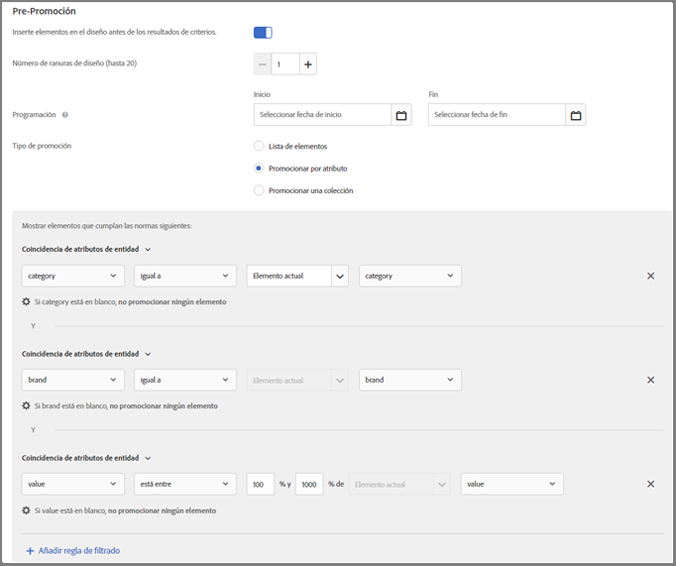 Pre-Promoción
Inserte elementos en el diseño antes de los resultados de criterios.
Número de ranuras de diseño (hasta 20)
1
Inicio
Fin
Programación
Seleccionar fecha de inicio
Seleccionar fecha de fin
Tipo de promoción
Lista de elementos
Promocionar por atributo
Promocionar una colección
Mostrar elementos que cumplan las normas siguientes:
Coincidencia de atributos de entidad
category igual a Elemento actual category
Si category está en blanco, no promocionar ningún elemento
Y
Coincidencia de atributos de entidad
brand igual a Elemento actual brand
Si brand está en blanco, no promocionar ningún elemento
Y
Coincidencia de atributos de entidad
value está entre 100 % y 1000 % de Elemento actual value
Si value está en blanco, no promocionar ningún elemento
+ Añadir regla de filtrado